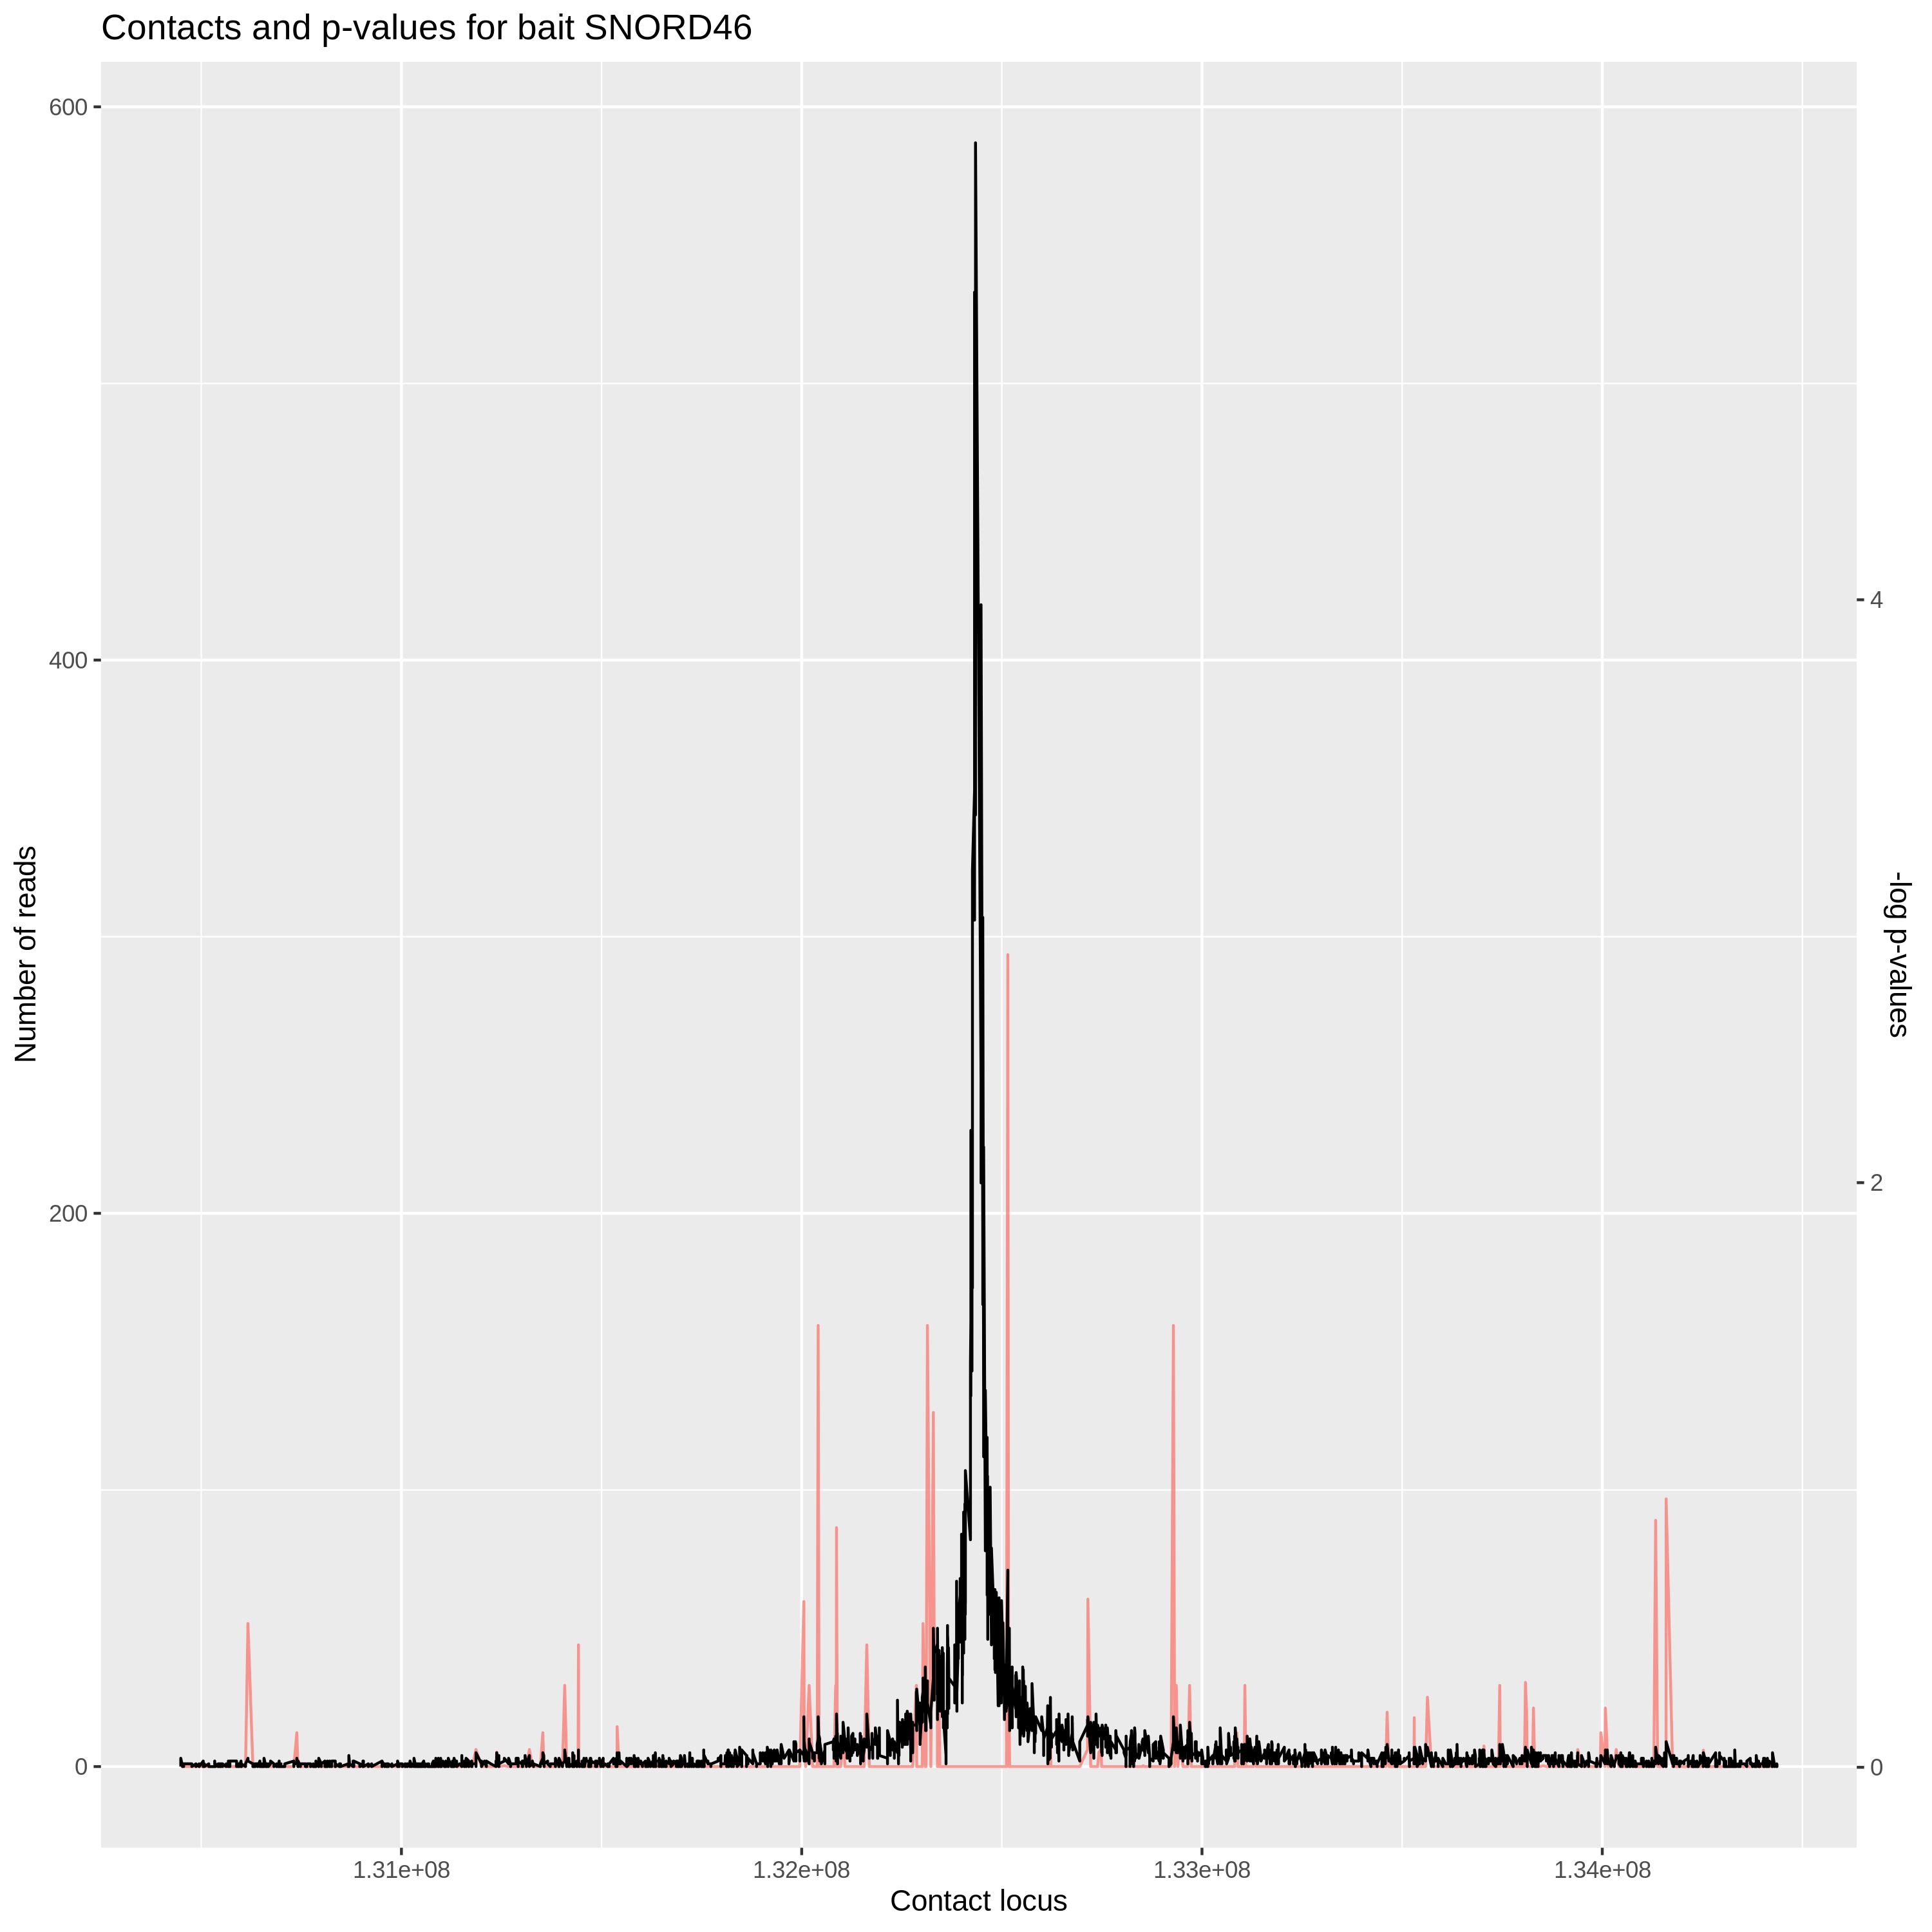 Contacts and p-values for bait SNORD46
600
400
200
0
Number of reads
4
2
0
-log p-values
1.31e+08
1.32e+08
1.33e+08
1.34e+08
Contact locus